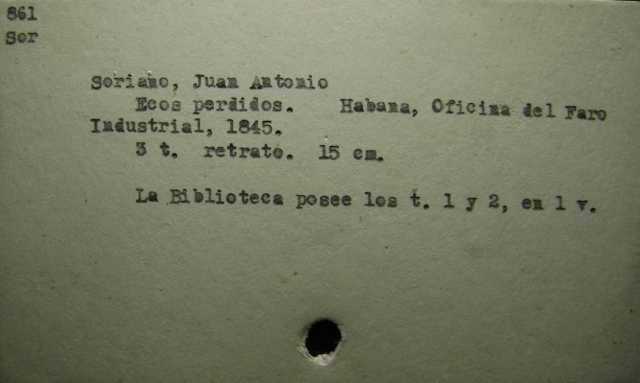 861
Sor
Soriano, Juan Antonio
Ecos perdidos. Habana, Oficina del Faro
Industrial, 1845.
3 t. retrato. 15 cm.
La Biblioteca posee los t. 1 y 2, en 1 v.